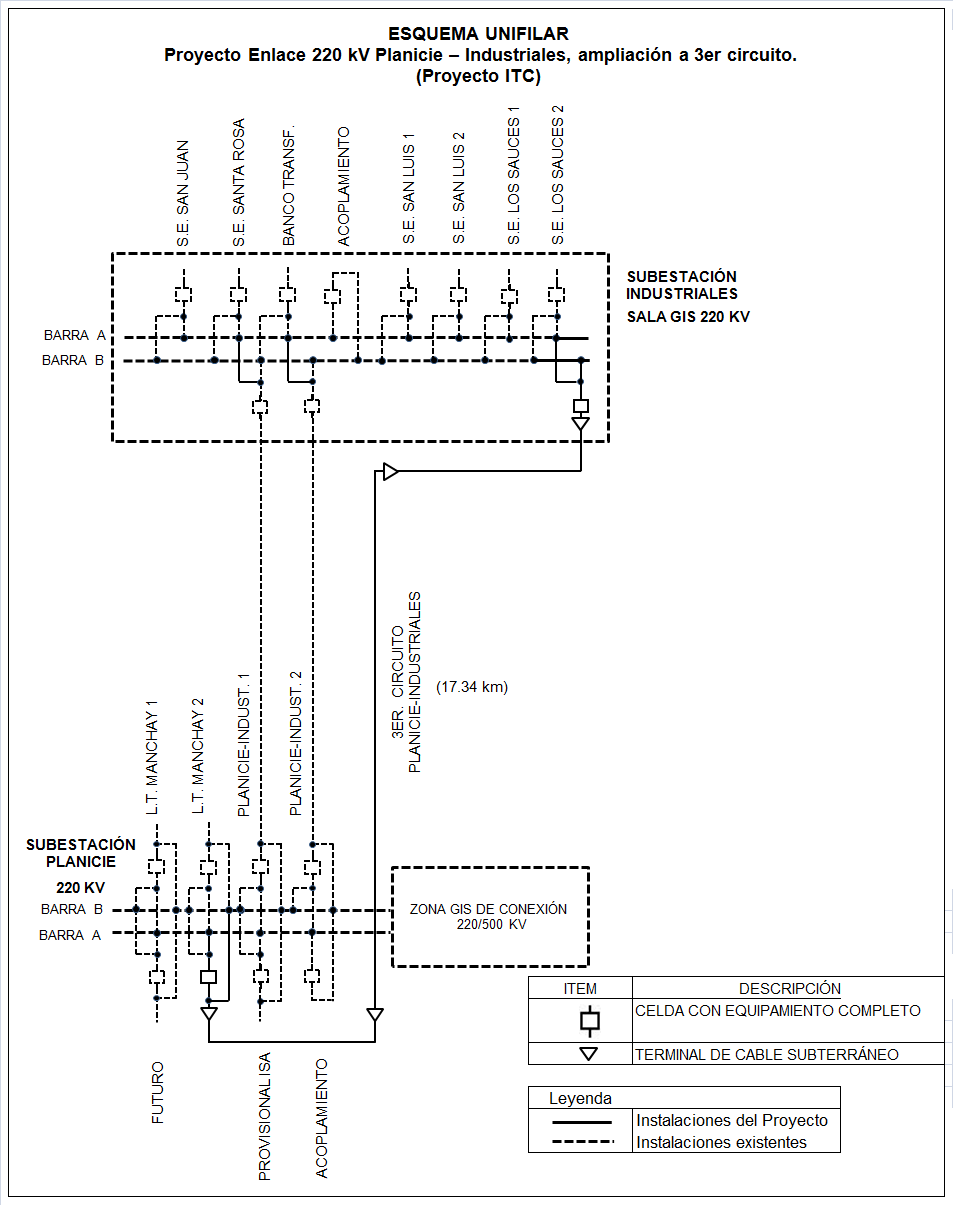 ESQUEMA UNIFILAR
Proyecto Enlace 220 kV Planicie – Industriales, ampliación a 3er circuito.
(Proyecto ITC)
S.E. SAN JUAN
S.E. SANTA ROSA
BANCO TRANSF.
ACOPLAMIENTO
S.E. SAN LUIS 1
S.E. SAN LUIS 2
S.E. LOS SAUCES 1
S.E. LOS SAUCES 2
SUBESTACIÓN
INDUSTRIALES
SALA GIS 220 KV
BARRA A
BARRA B
3ER. CIRCUITO
PLANICIE-INDUSTRIALES
(17.34 km)
L.T. MANCHAY 1
L.T. MANCHAY 2
PLANICIE-INDUST. 1
PLANICIE-INDUST. 2
SUBESTACIÓN
PLANICIE
220 KV
BARRA B
BARRA A
ZONA GIS DE CONEXIÓN
220/500 KV
FUTURO
PROVISIONAL ISA
ACOPLAMIENTO
ITEM DESCRIPCIÓN
CELDA CON EQUIPAMIENTO COMPLETO
TERMINAL DE CABLE SUBTERRÁNEO
Leyenda
Instalaciones del Proyecto
Instalaciones existentes